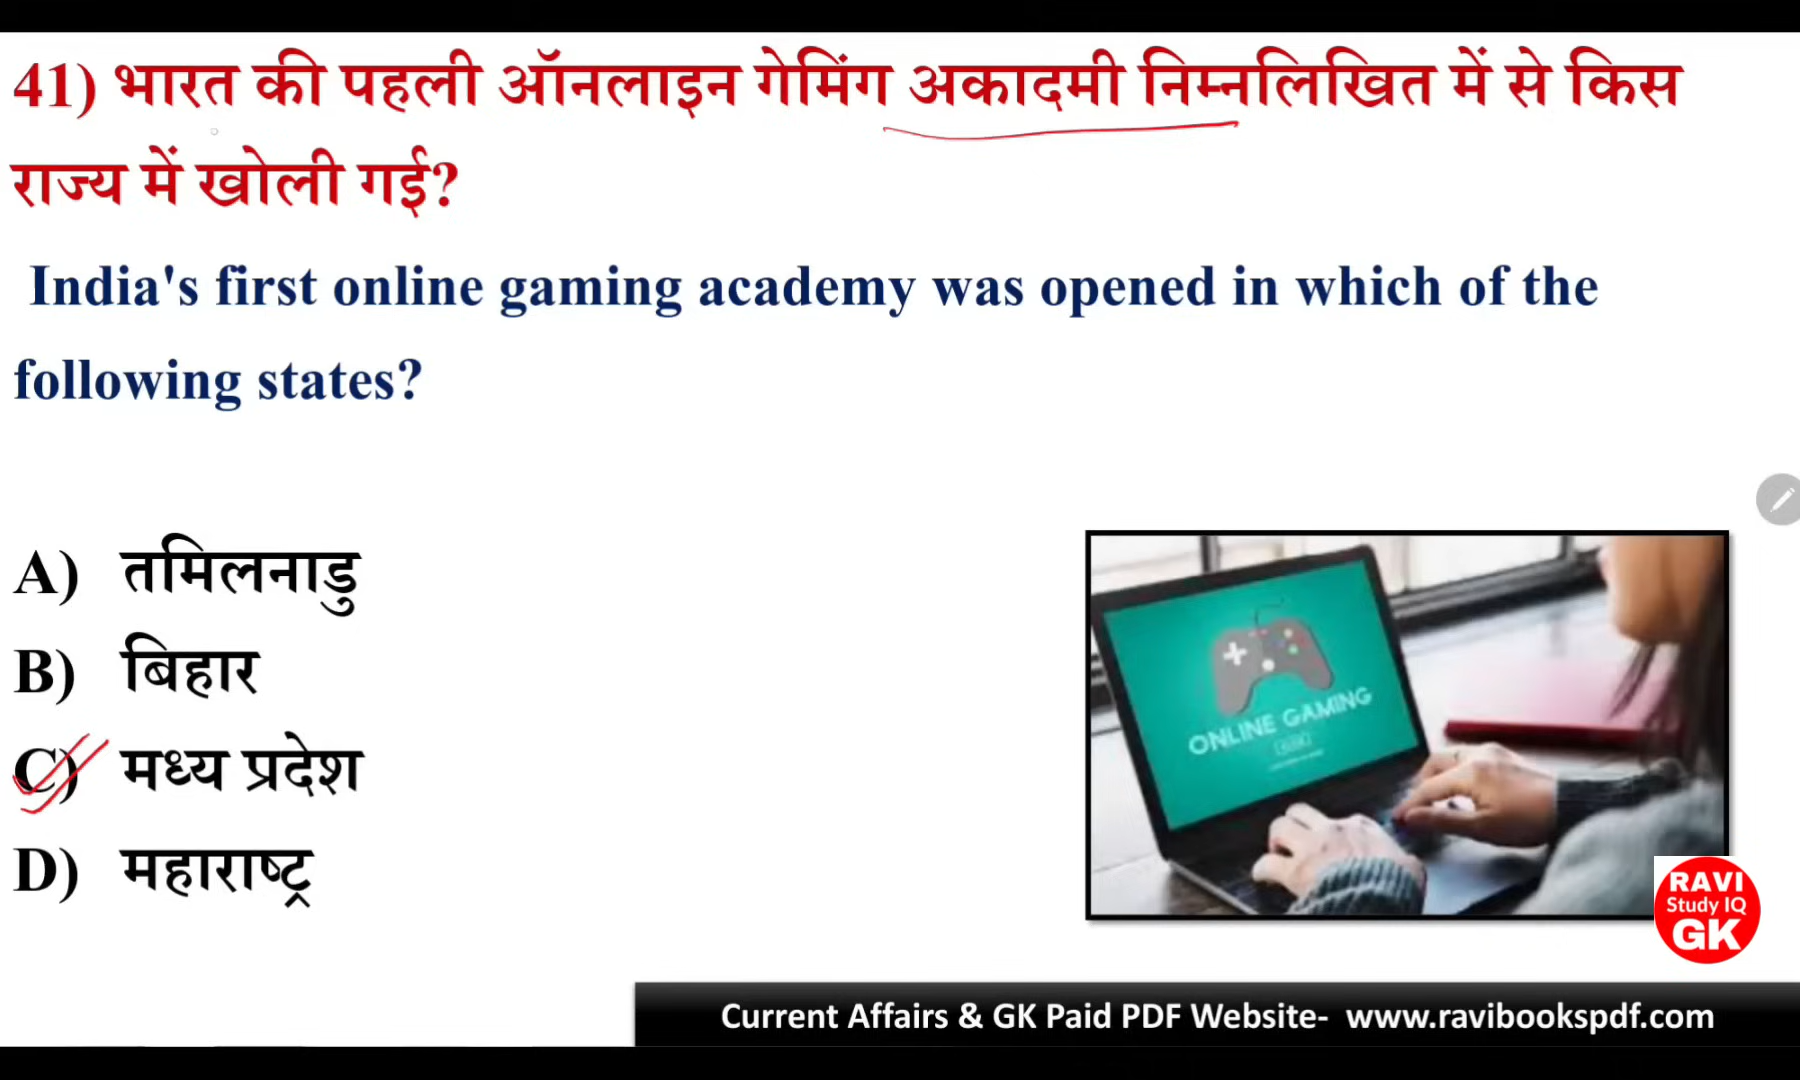 41) भारत की पहली ऑनलाइन गेमिंग अकादमी निम्नलिखित में से किस
राज्य में खोली गई?
India's first online gaming academy was opened in which of the
following states?
A) तमिलनाडु
B) बिहार
C) मध्य प्रदेश
D) महाराष्ट्र
ONLINE GAMING
RAVI
Study IQ
GK
Current Affairs & GK Paid PDF Website- www.ravibookspdf.com